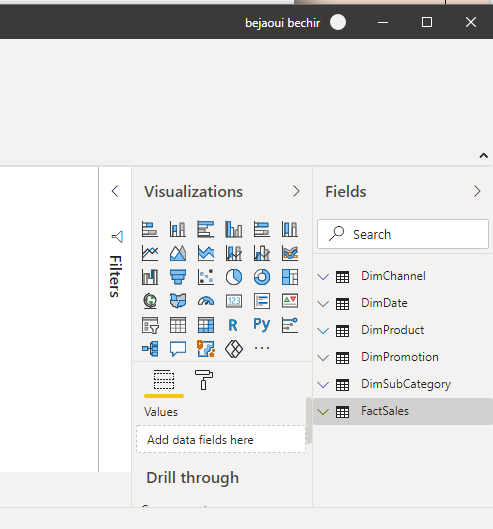 bejaoui bechir
Visualizations
Fields
Search
Filters
DimChannel
DimDate
DimProduct
DimPromotion
DimSubCategory
FactSales
123
R
Py
Values
Add data fields here
Drill through